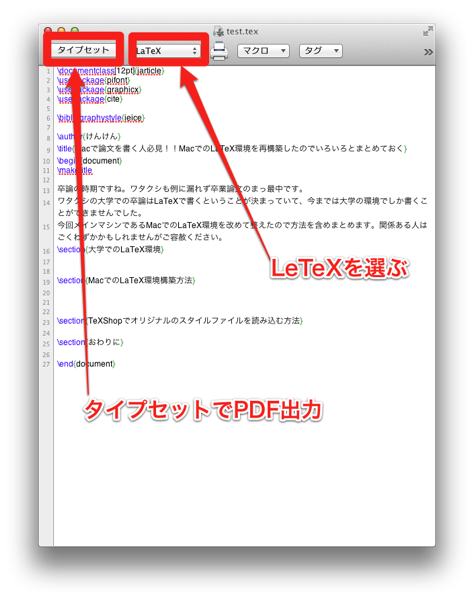 test.tex
タイプセット LaTeX マクロ タグ »
1 \documentclass[12pt]{jarticle}
2 \usepackage{pifont}
3 \usepackage{graphicx}
4 \usepackage{cite}
5
6 \bibliographystyle{ieice}
7
8 \author{けんけん}
9 \title{Macで論文を書く人必見！！MacでのLaTeX環境を再構築したのでいろいろとまとめておく}
10 \begin{document}
11 \maketitle
12
13 卒論の時期ですね。ワタクシも例に漏れず卒業論文のまっ最中です。
14 ワタクシの大学での卒論はLaTeXで書くということが決まっていて、今までは大学の環境でしか書くこ
とができませんでした。
15 今回メインマシンであるMacでのLaTeX環境を改めて整えたので方法を含めまとめます。関係ある人は
ごくわずかかもしれませんがご容赦ください。
16 \section{大学でのLaTeX環境}
17
18
LeTeXを選ぶ
19 \section{MacでのLaTeX環境構築方法}
20
21
22
23 \section{TeXShopでオリジナルのスタイルファイルを読み込む方法}
24
25 \section{おわりに}
26
27 \end{document}
タイプセットでPDF出力